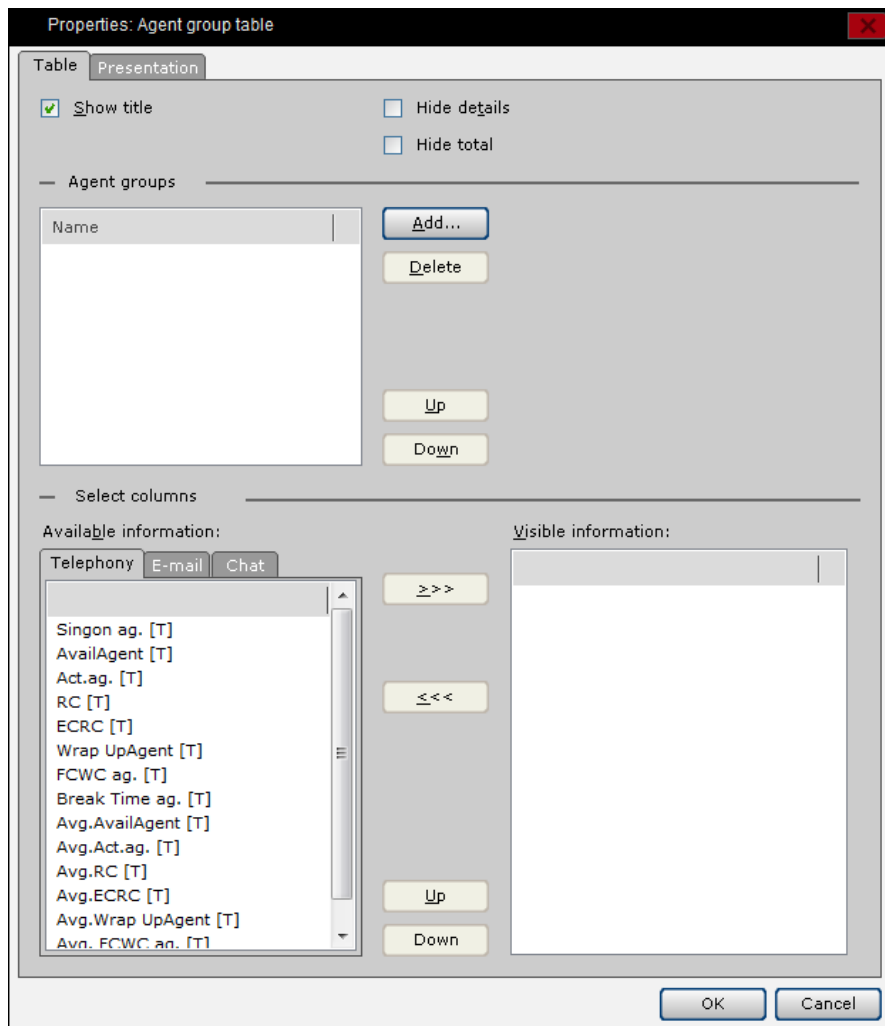 Properties: Agent group table
Table Presentation
Show title Hide details
Hide total
Agent groups
Name
Add...
Delete
Up
Down
Select columns
Available information: Visible information:
Telephony E-mail Chat
>>>
Singon ag. [T]
AvailAgent [T]
Act.ag. [T]
RC [T]
<<<
ECRC [T]
Wrap UpAgent [T]
FCWC ag. [T]
Break Time ag. [T]
Avg.AvailAgent [T]
Avg.Act.ag. [T]
Avg.RC [T]
Avg.ECRC [T]
Up
Avg.Wrap UpAgent [T]
Avg. FCWC ag. [T]
Down
OK Cancel